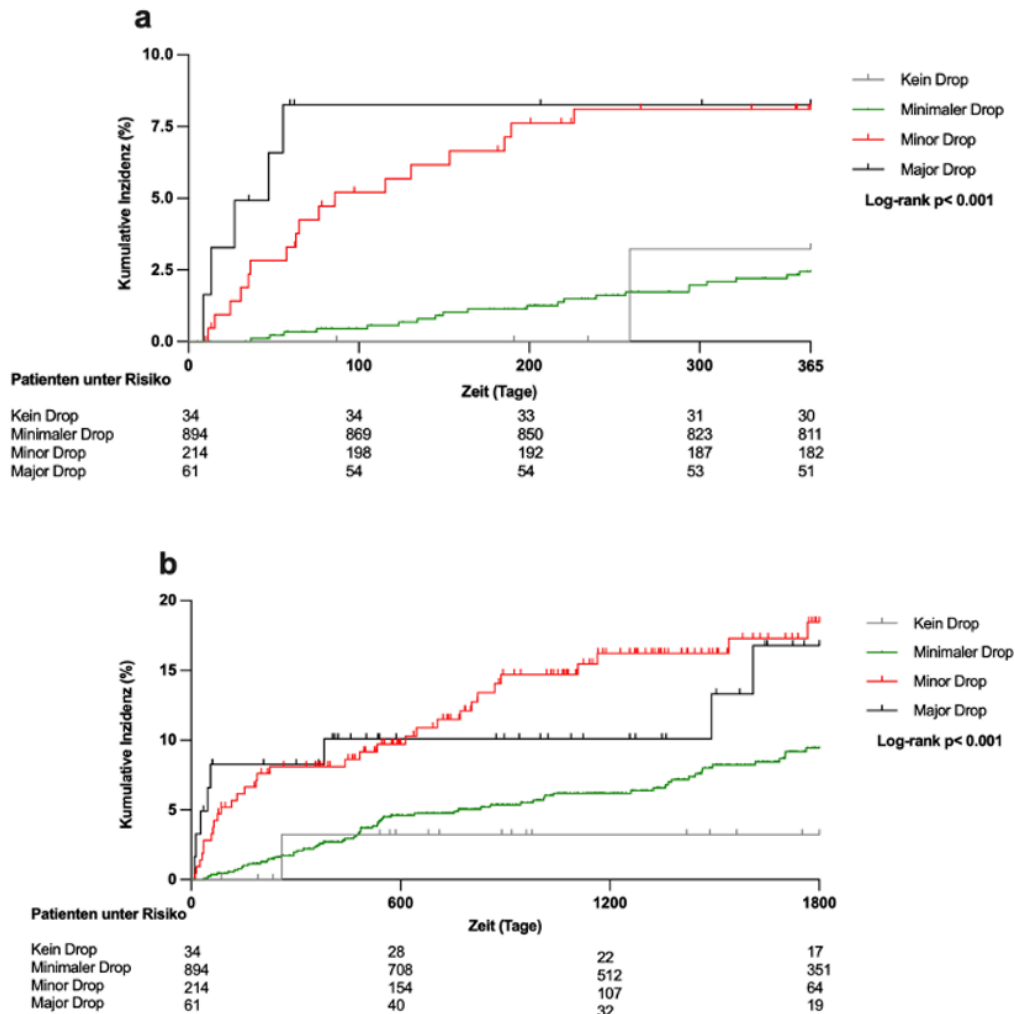 a
10.0
7.5
5.0
2.5
0.0
Kumulative Inzidenz (%)
0 100 200 300 365
Zeit (Tage)
Kein Drop
Minimaler Drop
Minor Drop
Major Drop
Log-rank p< 0.001
Patienten unter Risiko
Kein Drop 34 34 33 31 30
Minimaler Drop 894 869 850 823 811
Minor Drop 214 198 192 187 182
Major Drop 61 54 54 53 51
b
20
15
10
5
0
Kumulative Inzidenz (%)
0 600 1200 1800
Zeit (Tage)
Kein Drop
Minimaler Drop
Minor Drop
Major Drop
Log-rank p< 0.001
Patienten unter Risiko
Kein Drop 34 28 22 17
Minimaler Drop 894 708 512 351
Minor Drop 214 154 107 64
Major Drop 61 40 32 19